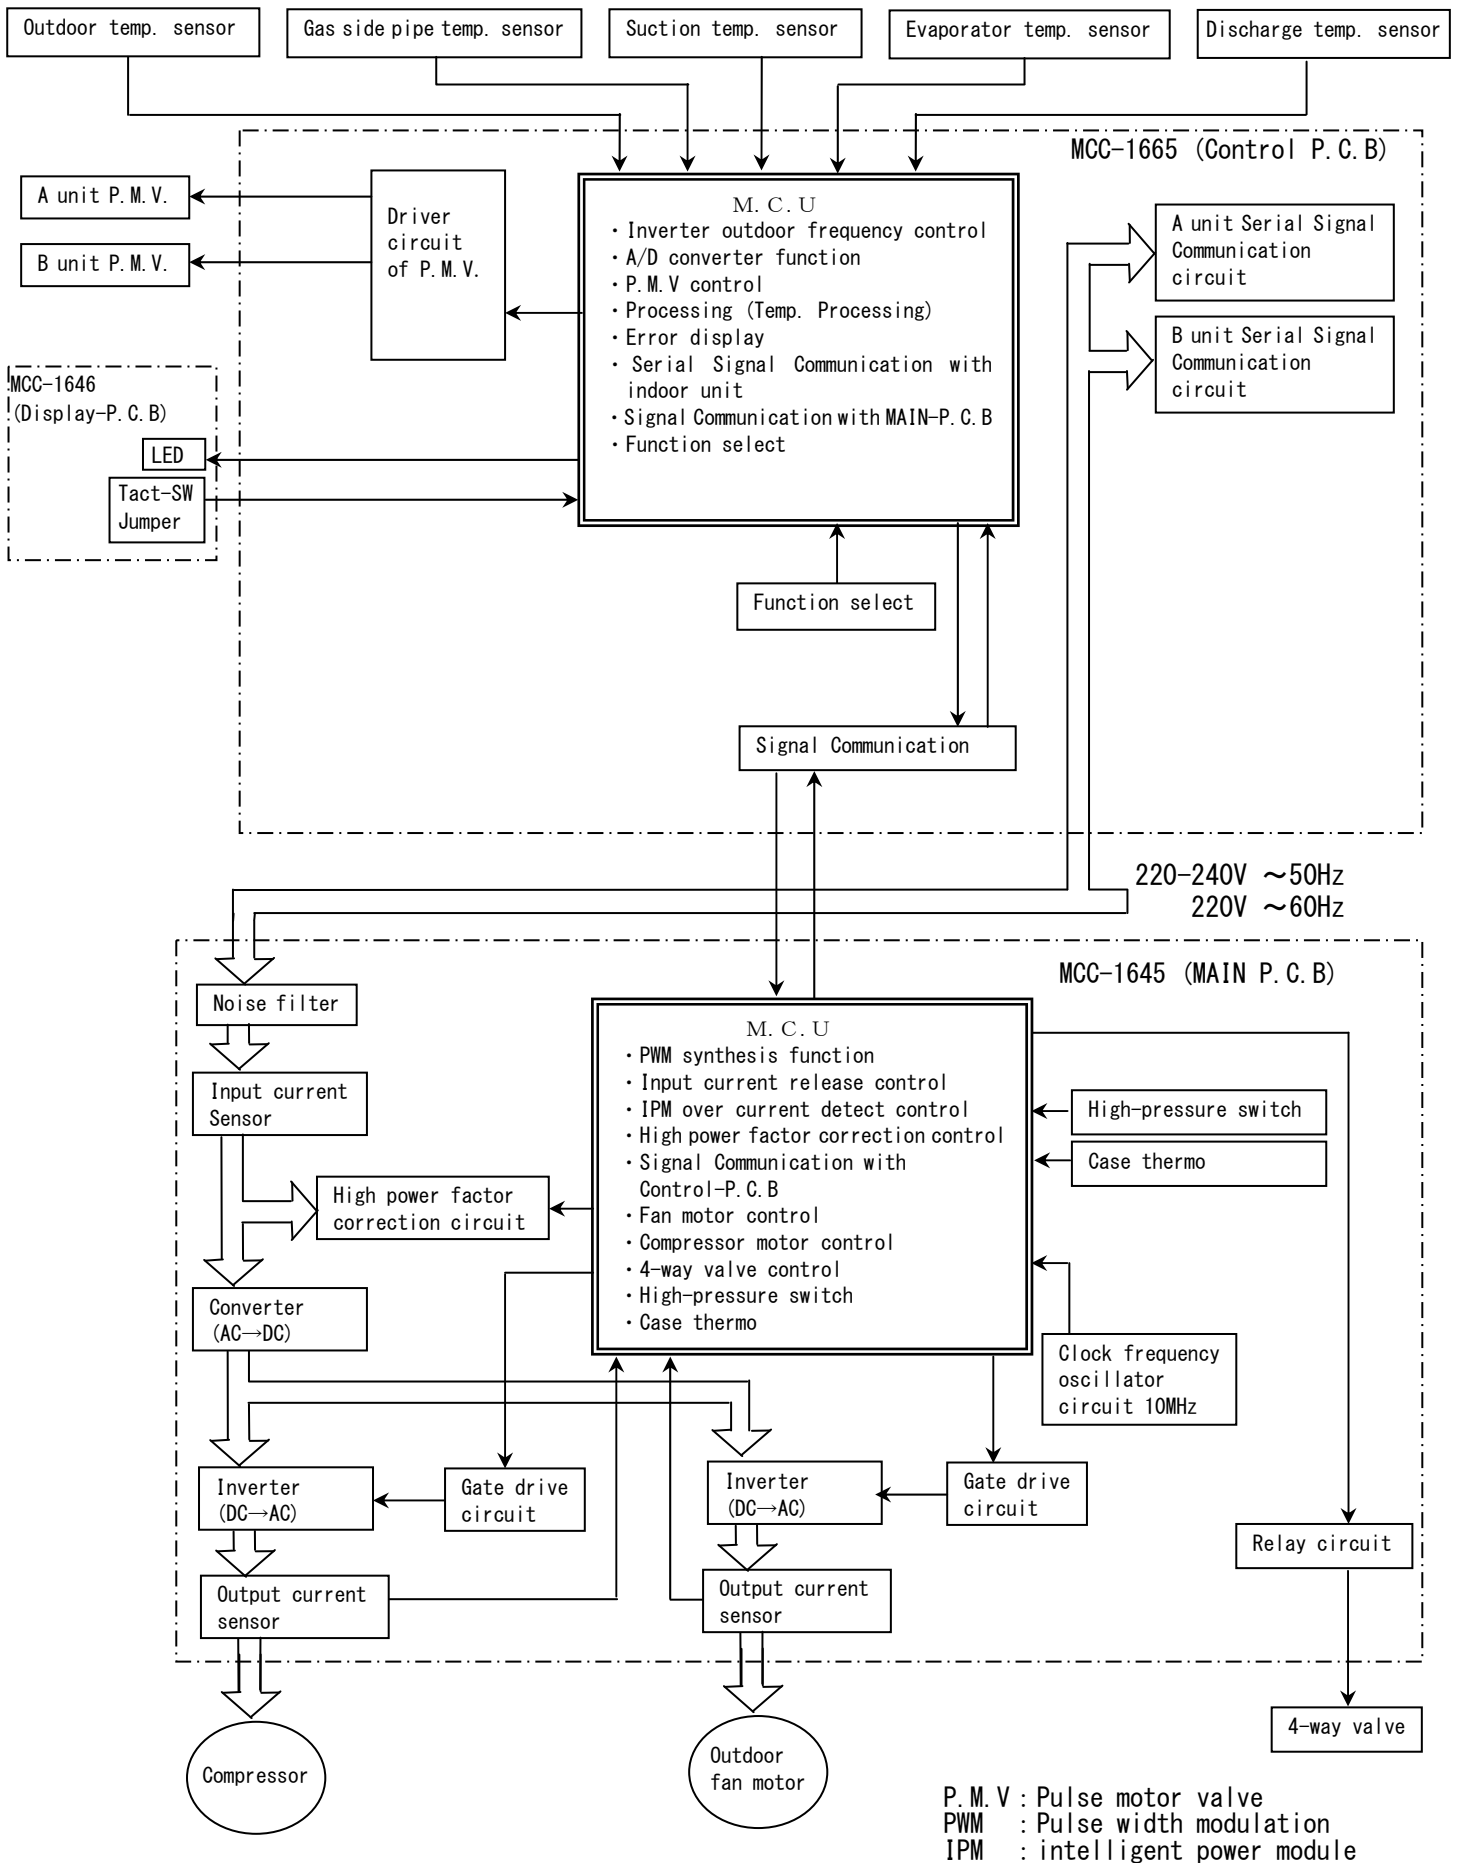 Outdoor temp. sensor
Gas side pipe temp. sensor
Suction temp. sensor
Evaporator temp. sensor
Discharge temp. sensor
MCC-1665 (Control P.C.B)
A unit P.M.V.
B unit P.M.V.
Driver
circuit
of P.M.V.
M.C.U
・Inverter outdoor frequency control
・A/D converter function
・P.M.V control
・Processing (Temp. Processing)
・Error display
・Serial Signal Communication with
indoor unit
・Signal Communication with MAIN-P.C.B
・Function select
A unit Serial Signal
Communication
circuit
B unit Serial Signal
Communication
circuit
MCC-1646
(Display-P.C.B)
LED
Tact-SW
Jumper
Function select
Signal Communication
220-240V ～50Hz
220V ～60Hz
MCC-1645 (MAIN P.C.B)
Noise filter
Input current
Sensor
High power factor
correction circuit
Converter
(AC→DC)
M.C.U
・PWM synthesis function
・Input current release control
・IPM over current detect control
・High power factor correction control
・Signal Communication with
Control-P.C.B
・Fan motor control
・Compressor motor control
・4-way valve control
・High-pressure switch
・Case thermo
High-pressure switch
Case thermo
Clock frequency
oscillator
circuit 10MHz
Inverter
(DC→AC)
Gate drive
circuit
Inverter
(DC→AC)
Gate drive
circuit
Relay circuit
Output current
sensor
Output current
sensor
4-way valve
Compressor
Outdoor
fan motor
P.M.V : Pulse motor valve
PWM : Pulse width modulation
IPM : intelligent power module